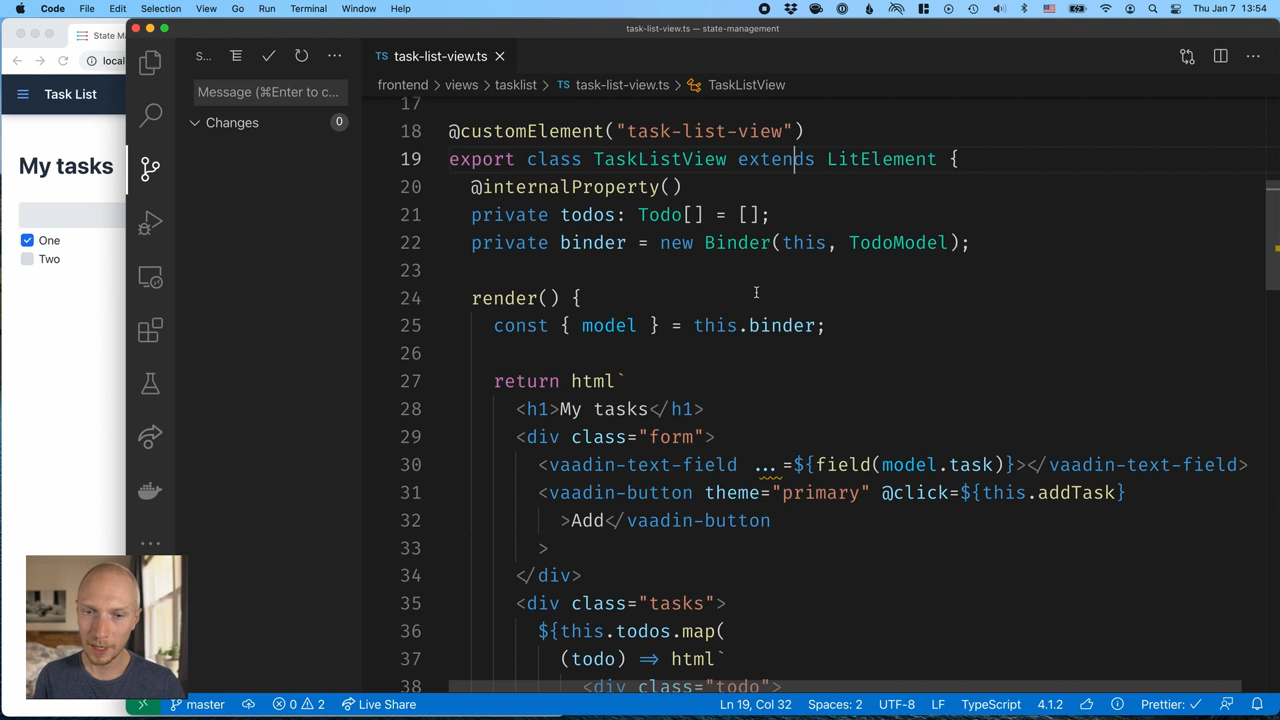 Code File Edit Selection View Go Run Terminal Window Help Thu Jan 7 13:54
task-list-view.ts — state-management
State M
locall
Task List
My tasks
One
Two
S...
Message (⌘Enter to c...
Changes 0
TS task-list-view.ts
frontend > views > tasklist > TS task-list-view.ts > TaskListView
17
18 @customElement("task-list-view")
19 export class TaskListView extends LitElement {
20 @internalProperty()
21 private todos: Todo[] = [];
22 private binder = new Binder(this, TodoModel);
23
24 render() {
25 const { model } = this.binder;
26
27 return html`
28 <h1>My tasks</h1>
29 <div class="form">
30 <vaadin-text-field ...=${field(model.task)}></vaadin-text-field>
31 <vaadin-button theme="primary" @click=${this.addTask}
32 >Add</vaadin-button
33 >
34 </div>
35 <div class="tasks">
36 ${this.todos.map(
37 (todo) => html`
38 <div class="todo">
master 0 2 Live Share Ln 19, Col 32 Spaces: 2 UTF-8 LF TypeScript 4.1.2 Prettier: ✓